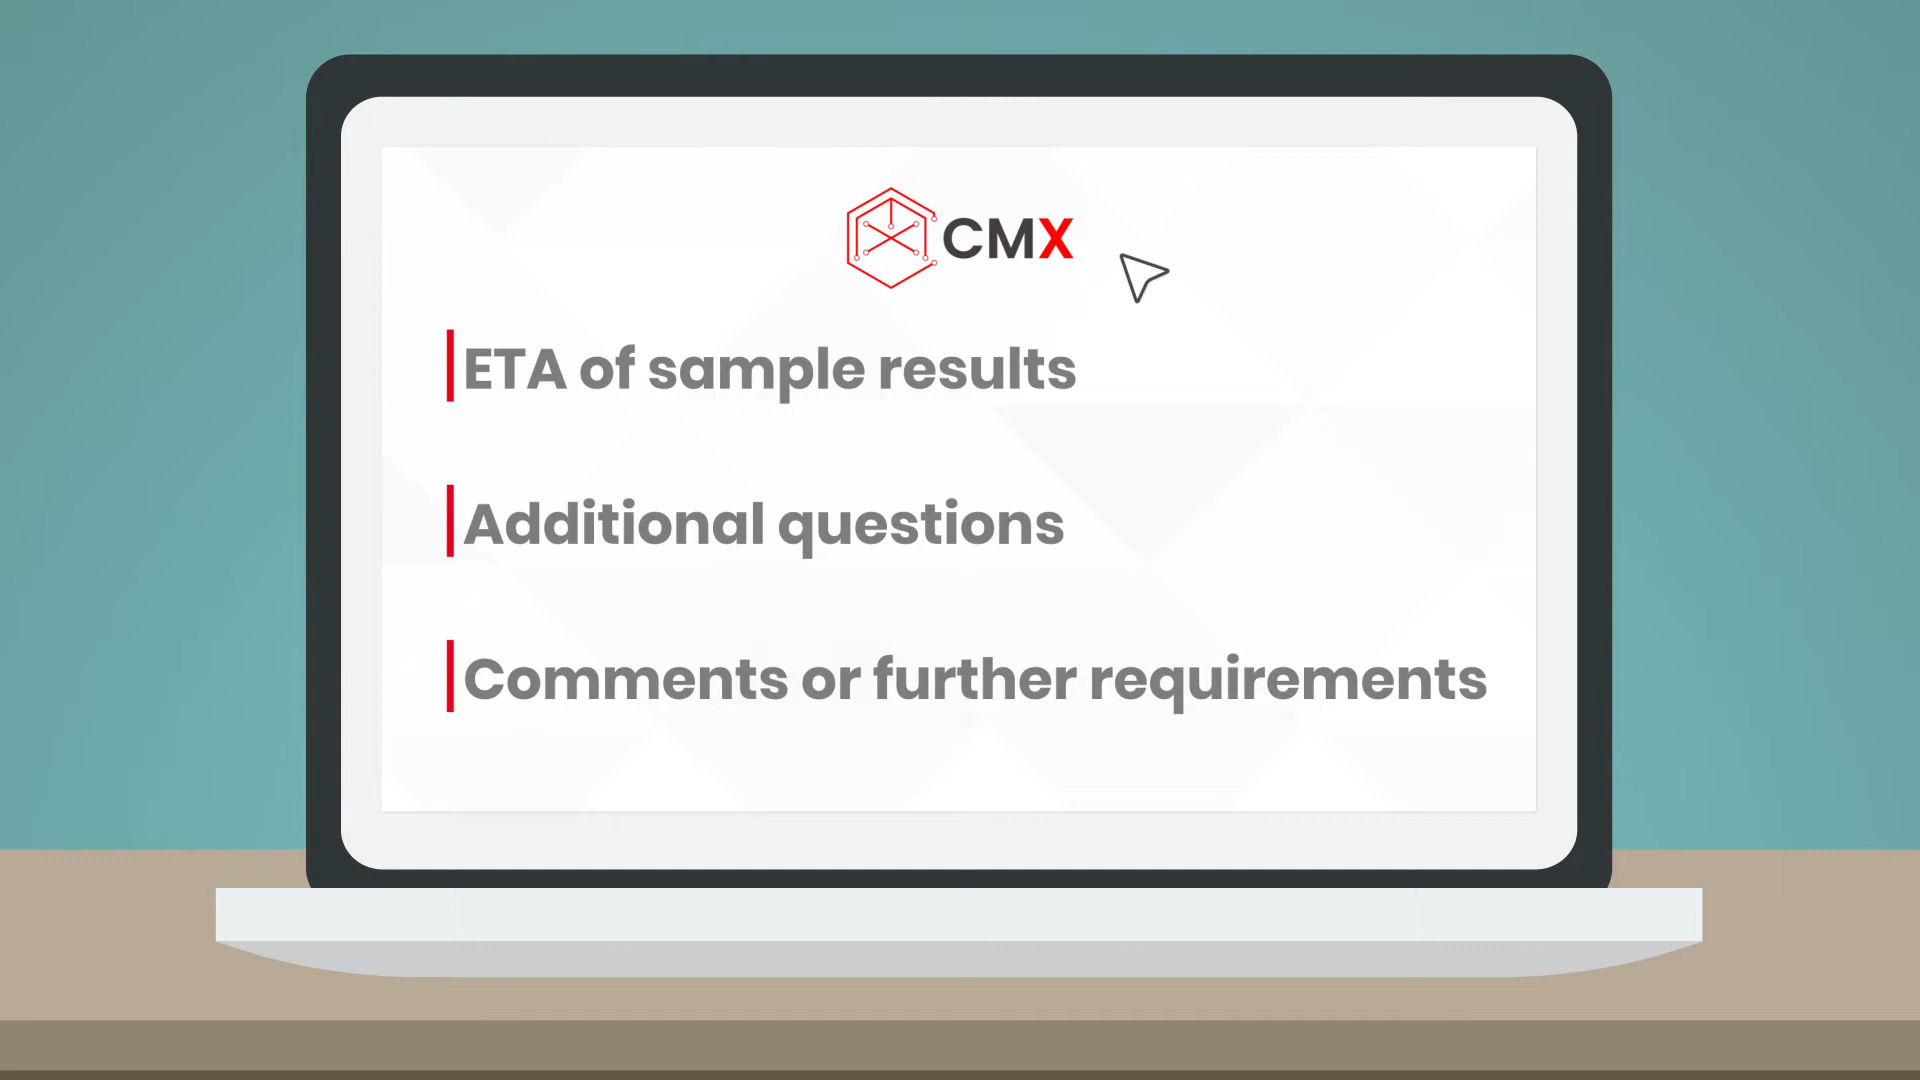 CMX
ETA of sample results
Additional questions
Comments or further requirements